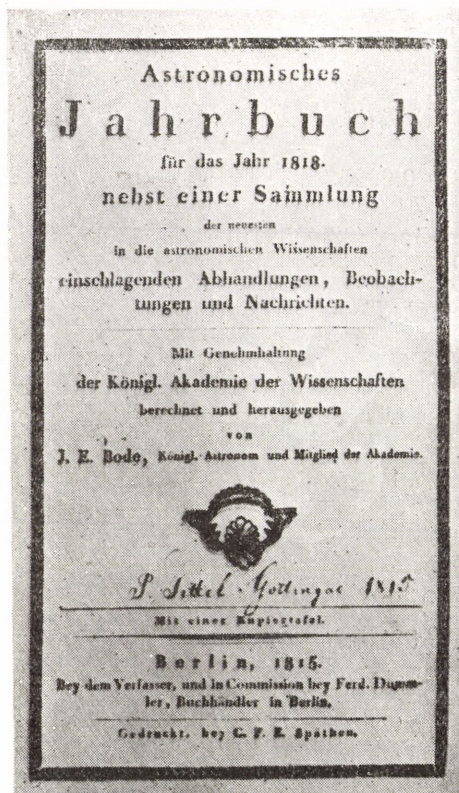 Astronomisches
Jahrbuch
für das Jahr 1818.
nebst einer Sammlung
der neuesten
in die astronomischen Wissenschaften
einschlagenden Abhandlungen, Beobach-
tungen und Nachrichten.
Mit Genehmhaltung
der Königl. Akademie der Wissenschaften
berechnet und herausgegeben
von
J. E. Bode, Königl. Astronom und Mitglied der Akademie.
P. Tittel Gottingae 1815
Mit einer Kupfertafel.
Berlin, 1815.
Bey dem Verfasser, und in Commission bey Ferd. Dümm-
ler, Buchhändler in Berlin.
Gedruckt, bey C. F. E. Späthen.